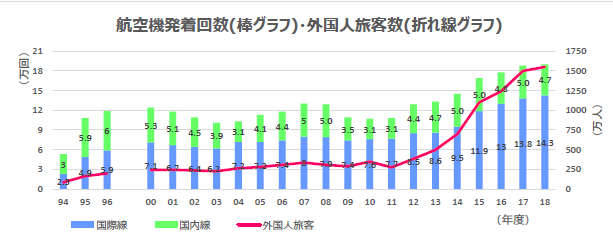 航空機発着回数(棒グラフ)・外国人旅客数(折れ線グラフ)
(万回)
21 18 15 12 9 6 3 0
1750 1500 1250 1000 750 500 250 0
(万人)
3 5.9 6 5.3 5.1 4.5 3.9 3.1 4.1 4.4 5 5.0 3.5 3.1 3.1 4.4 4.7 5.0 5.0 4.8 5.0 4.7
2.3 4.9 5.9 7.1 6.7 6.4 6.2 7.2 7.2 7.4 8 7.9 7.4 7.6 7.7 8.5 8.6 9.5 11.9 13 13.8 14.3
94 95 96 00 01 02 03 04 05 06 07 08 09 10 11 12 13 14 15 16 17 18
(年度)
国際線 国内線 外国人旅客